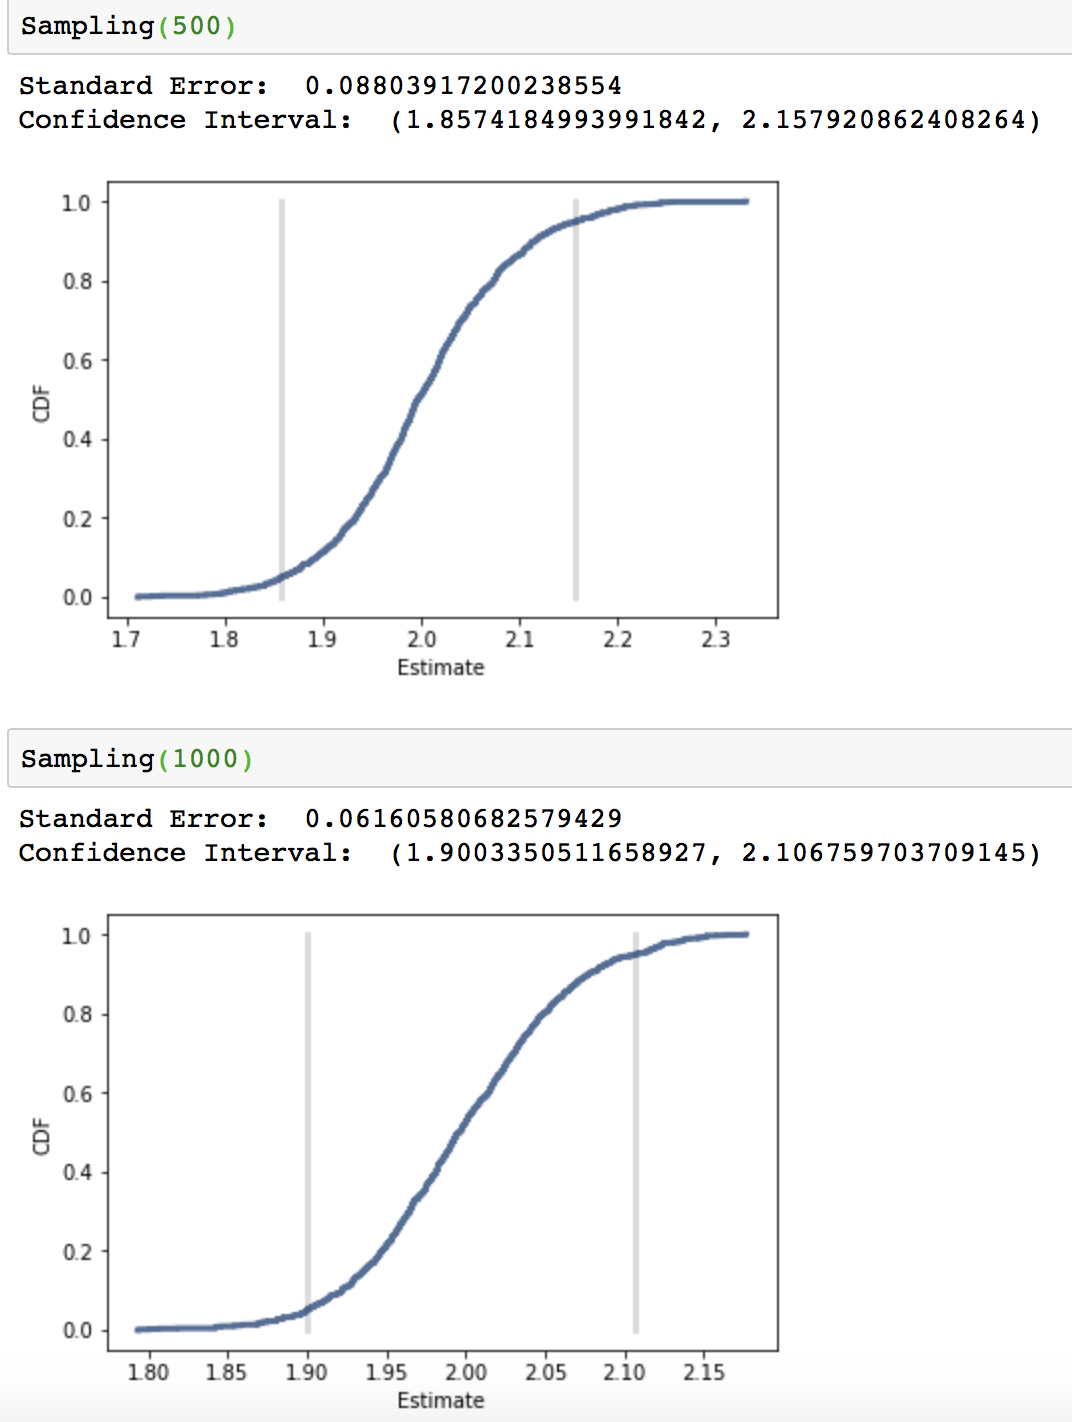 Sampling(500)
Standard Error:  0.08803917200238554
Confidence Interval:  (1.8574184993991842, 2.157920862408264)
1.0
0.8
0.6
0.4
0.2
0.0
CDF
1.7 1.8 1.9 2.0 2.1 2.2 2.3
Estimate
Sampling(1000)
Standard Error:  0.06160580682579429
Confidence Interval:  (1.9003350511658927, 2.106759703709145)
1.0
0.8
0.6
0.4
0.2
0.0
CDF
1.80 1.85 1.90 1.95 2.00 2.05 2.10 2.15
Estimate